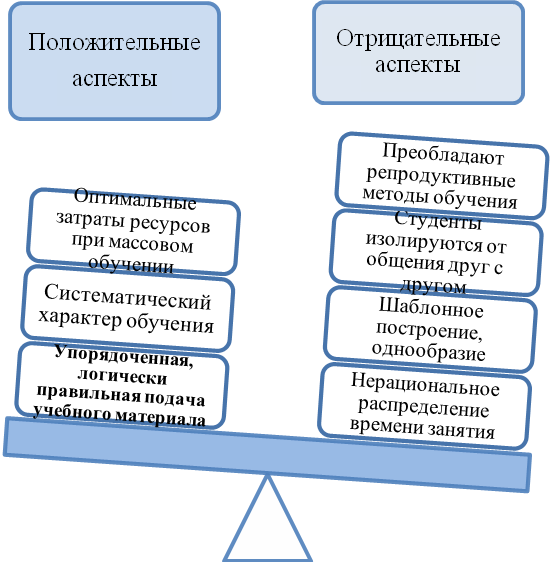 Положительные
аспекты
Отрицательные
аспекты
Оптимальные
затраты ресурсов
при массовом
обучении
Систематический
характер обучения
Упорядоченная,
логически
правильная подача
учебного материала
Преобладают
репродуктивные
методы обучения
Студенты
изолируются от
общения друг с
другом
Шаблонное
построение,
однообразие
Нерациональное
распределение
времени занятия